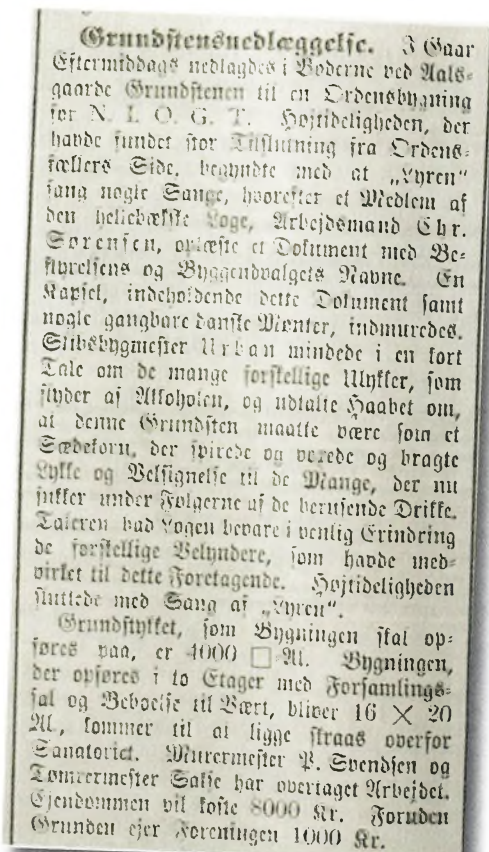 Grundstensnedlæggelse. I Gaar
Eftermiddags nedlagdes i Boderne ved Aals-
gaarde Grundstenen til en Ordensbygning
for N. I. O. G. T. Højtideligheden, der
havde fundet stor Tilslutning fra Ordens-
fællers Side, begyndte med at „Lyren"
sang nogle Sange, hvorefter et Medlem af
den hellebækske Loge, Arbejdsmand Chr.
Sørensen, oplæste et Dokument med Be-
styrelsens og Byggeudvalgets Navne. En
Kapsel, indeholdende dette Dokument samt
nogle gangbare danske Mønter, indmuredes.
Skibsbygmester Urban mindede i en kort
Tale om de mange forskellige Ulykker, som
flyder af Alkoholen, og udtalte Haabet om,
at denne Grundsten maatte være som et
Sædekorn, der spirede og voxede og bragte
Lykke og Velsignelse til de Mange, der nu
sukker under Følgerne af de berusende Drikke.
Taleren bad Logen bevare i venlig Erindring
de forskellige Velyndere, som havde med-
virket til dette Foretagende. Højtideligheden
sluttede med Sang af „Lyren".
Grundstykket, som Bygningen skal op-
føres paa, er 4000 □ Al. Bygningen,
der opføres i to Etager med Forsamlings-
sal og Beboelse til Vært, bliver 16 × 20
Al., kommer til at ligge skraas overfor
Sanatoriet. Murermester P. Svendsen og
Tømrermester Sakse har overtaget Arbejdet.
Ejendommen vil koste 8000 Kr. Foruden
Grunden ejer Foreningen 1000 Kr.